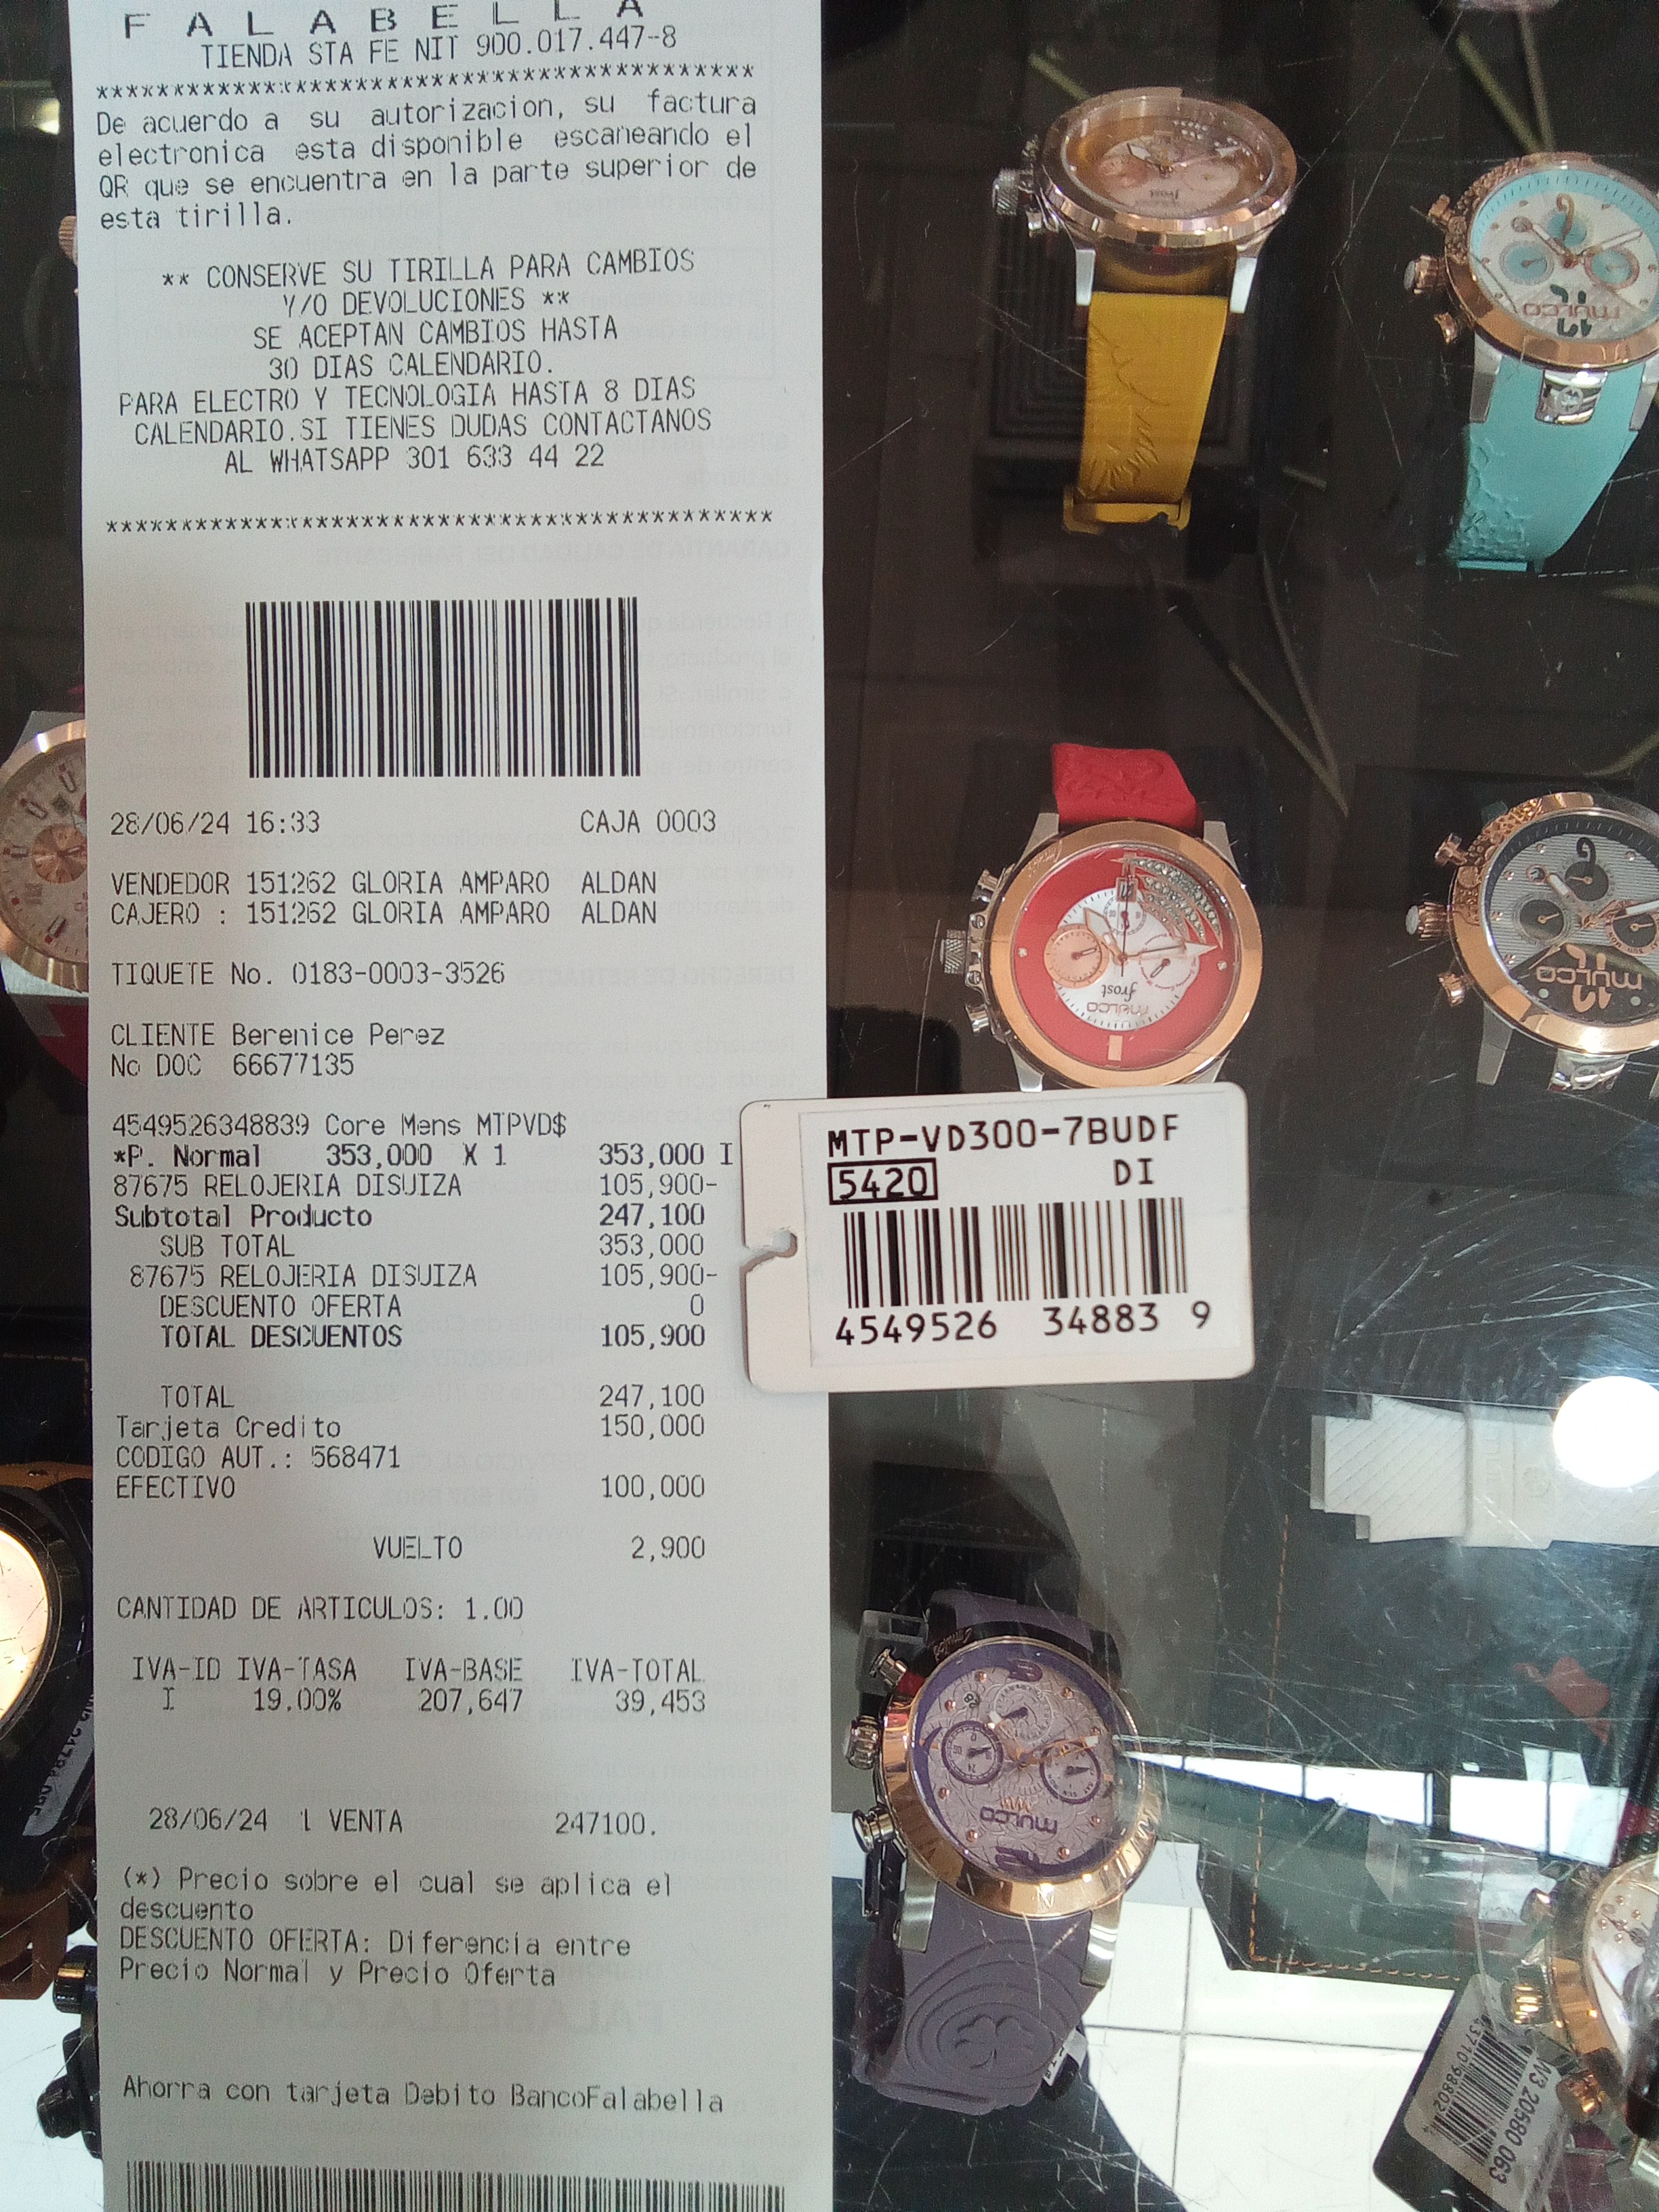 FALABELLA
TIENDA STA FE NIT 900.017.447-8
*******************************************
De acuerdo a su autorizacion, su factura
electronica esta disponible escaneando el
QR que se encuentra en la parte superior de
esta tirilla.
** CONSERVE SU TIRILLA PARA CAMBIOS
Y/O DEVOLUCIONES **
SE ACEPTAN CAMBIOS HASTA
30 DIAS CALENDARIO.
PARA ELECTRO Y TECNOLOGIA HASTA 8 DIAS
CALENDARIO.SI TIENES DUDAS CONTACTANOS
AL WHATSAPP 301 633 44 22
*******************************************
28/06/24 16:33 CAJA 0003
VENDEDOR 151262 GLORIA AMPARO ALDAN
CAJERO : 151262 GLORIA AMPARO ALDAN
TIQUETE No. 0183-0003-3526
CLIENTE Berenice Perez
No DOC 66677135
4549526348839 Core Mens MTPVD$
*P. Normal 353,000 X 1 353,000 I
87675 RELOJERIA DISUIZA 105,900-
Subtotal Producto 247,100
SUB TOTAL 353,000
87675 RELOJERIA DISUIZA 105,900-
DESCUENTO OFERTA 0
TOTAL DESCUENTOS 105,900
TOTAL 247,100
Tarjeta Credito 150,000
CODIGO AUT.: 568471
EFECTIVO 100,000
VUELTO 2,900
CANTIDAD DE ARTICULOS: 1.00
IVA-ID IVA-TASA IVA-BASE IVA-TOTAL
I 19.00% 207,647 39,453
28/06/24 1 VENTA 247100.
(*) Precio sobre el cual se aplica el
descuento
DESCUENTO OFERTA: Diferencia entre
Precio Normal y Precio Oferta
Ahorra con tarjeta Debito BancoFalabella
MTP-VD300-7BUDF
5420 DI
4549526 34883 9
frost
MULCO
MULCO
frost
MULCO
MULCO